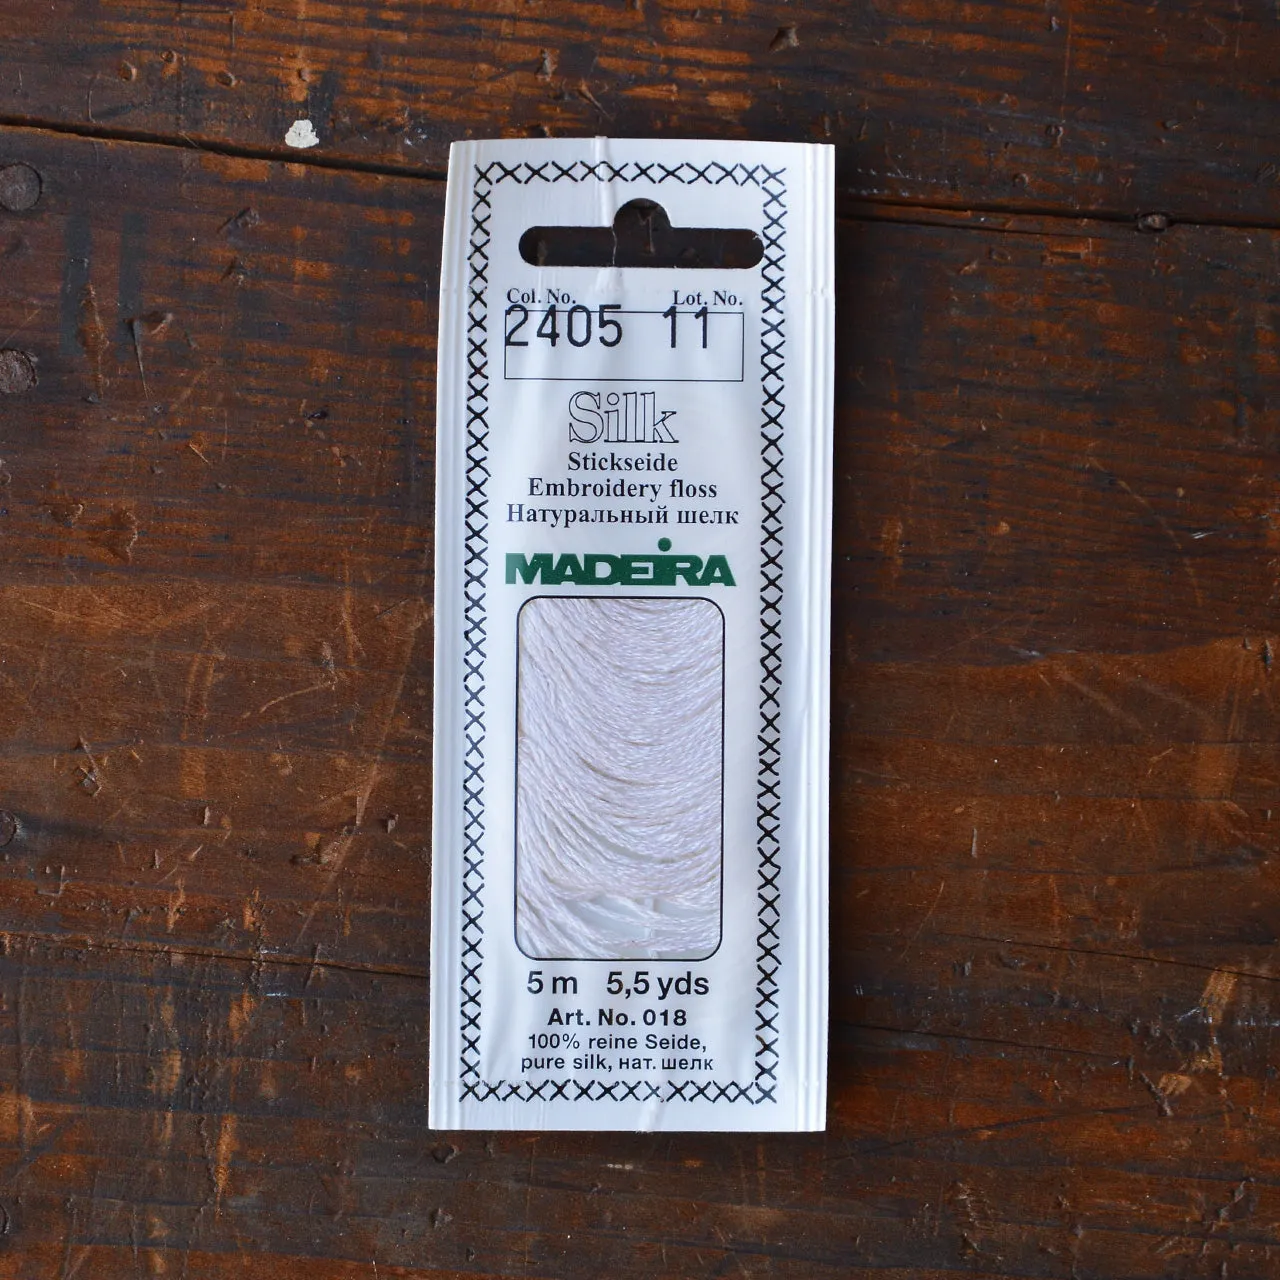 Col. No. Lot. No.
2405 11
Silk
Stickseide
Embroidery floss
Натуральный шелк
MADEIRA
5 m 5,5 yds
Art. No. 018
100% reine Seide,
pure silk, нат. шелк